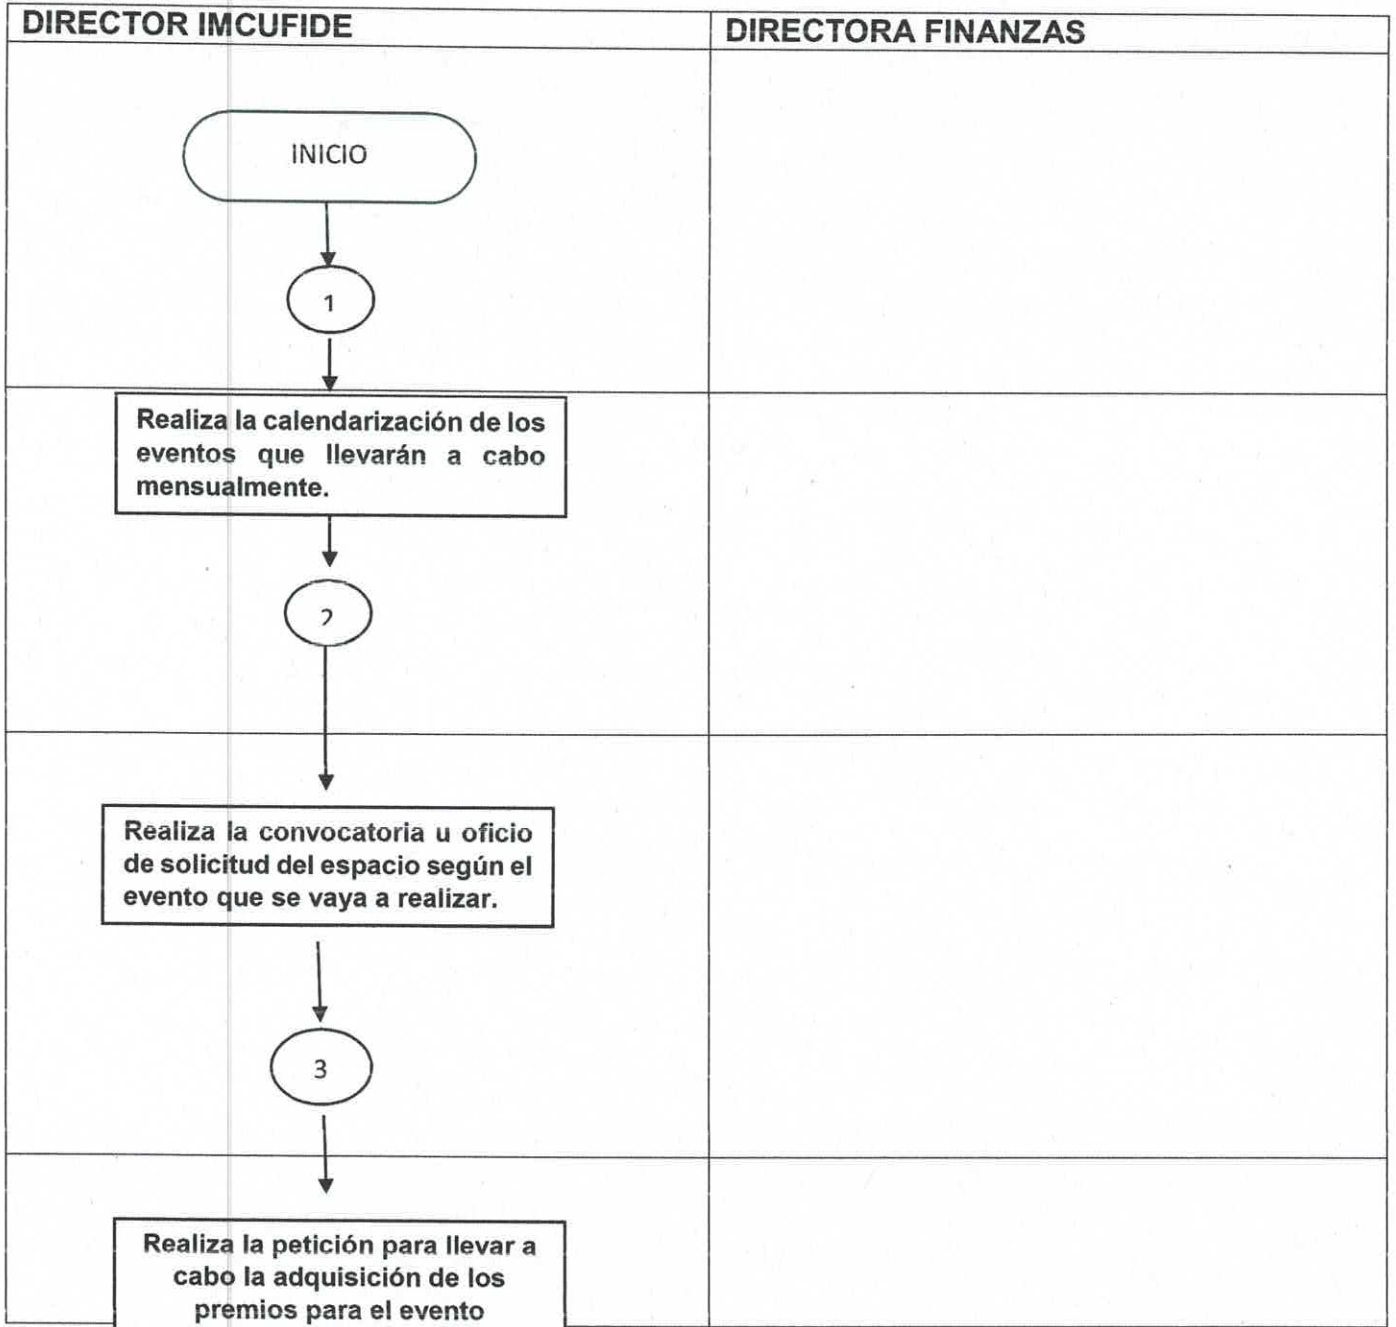 DIRECTOR IMCUFIDE
DIRECTORA FINANZAS
INICIO
1
Realiza la calendarización de los
eventos que llevarán a cabo
mensualmente.
2
Realiza la convocatoria u oficio
de solicitud del espacio según el
evento que se vaya a realizar.
3
Realiza la petición para llevar a
cabo la adquisición de los
premios para el evento